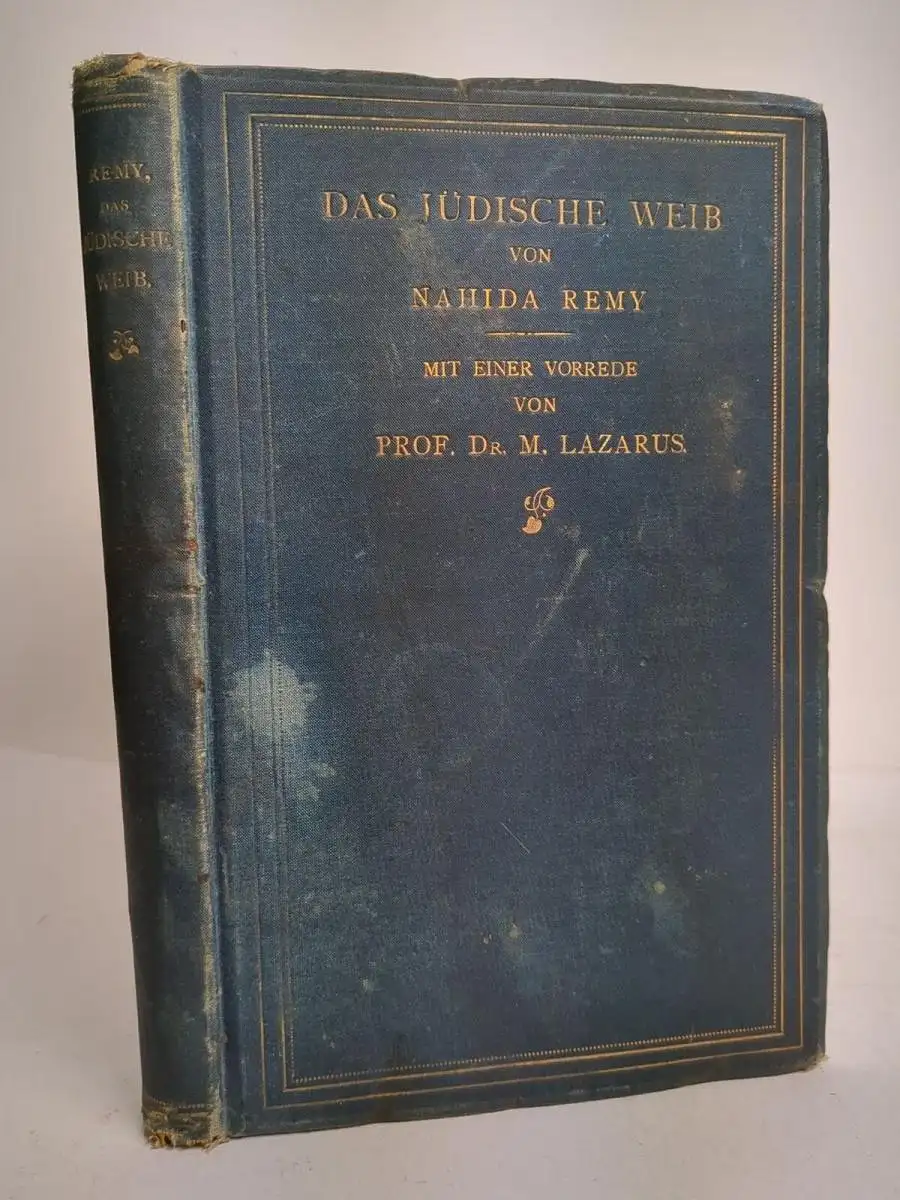 REMY,
DAS
JÜDISCHE
WEIB.
DAS JÜDISCHE WEIB
VON
NAHIDA REMY
MIT EINER VORREDE
VON
PROF. DR. M. LAZARUS.